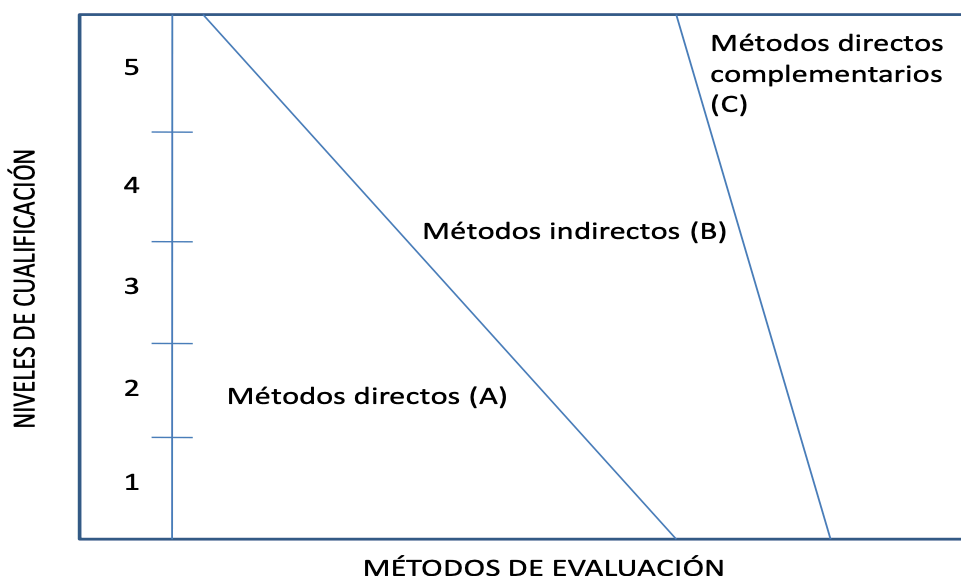 NIVELES DE CUALIFICACIÓN
5
4
3
2
1
Métodos directos
complementarios
(C)
Métodos indirectos (B)
Métodos directos (A)
MÉTODOS DE EVALUACIÓN